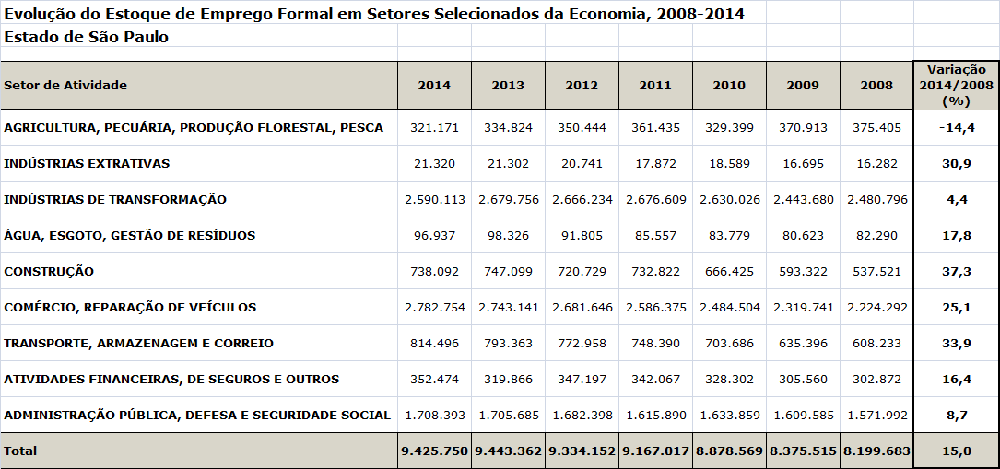 Evolução do Estoque de Emprego Formal em Setores Selecionados da Economia, 2008-2014
Estado de São Paulo
Setor de Atividade 2014 2013 2012 2011 2010 2009 2008 Variação 2014/2008 (%)
AGRICULTURA, PECUÁRIA, PRODUÇÃO FLORESTAL, PESCA 321.171 334.824 350.444 361.435 329.399 370.913 375.405 -14,4
INDÚSTRIAS EXTRATIVAS 21.320 21.302 20.741 17.872 18.589 16.695 16.282 30,9
INDÚSTRIAS DE TRANSFORMAÇÃO 2.590.113 2.679.756 2.666.234 2.676.609 2.630.026 2.443.680 2.480.796 4,4
ÁGUA, ESGOTO, GESTÃO DE RESÍDUOS 96.937 98.326 91.805 85.557 83.779 80.623 82.290 17,8
CONSTRUÇÃO 738.092 747.099 720.729 732.822 666.425 593.322 537.521 37,3
COMÉRCIO, REPARAÇÃO DE VEÍCULOS 2.782.754 2.743.141 2.681.646 2.586.375 2.484.504 2.319.741 2.224.292 25,1
TRANSPORTE, ARMAZENAGEM E CORREIO 814.496 793.363 772.958 748.390 703.686 635.396 608.233 33,9
ATIVIDADES FINANCEIRAS, DE SEGUROS E OUTROS 352.474 319.866 347.197 342.067 328.302 305.560 302.872 16,4
ADMINISTRAÇÃO PÚBLICA, DEFESA E SEGURIDADE SOCIAL 1.708.393 1.705.685 1.682.398 1.615.890 1.633.859 1.609.585 1.571.992 8,7
Total 9.425.750 9.443.362 9.334.152 9.167.017 8.878.569 8.375.515 8.199.683 15,0